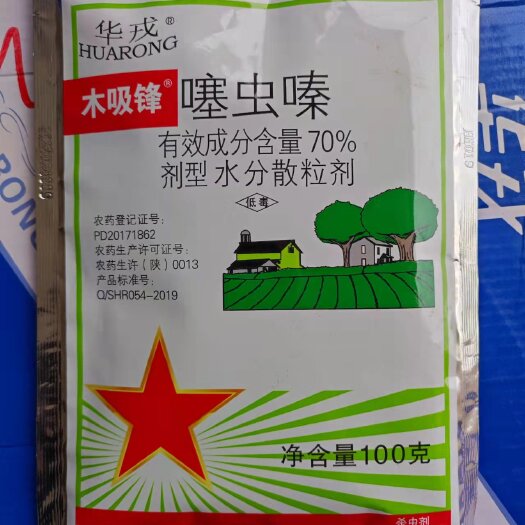 华戎®
HUARONG
木吸锋®
噻虫嗪
有效成分含量 70%
剂型 水分散粒剂
低毒
农药登记证号:
PD20171862
农药生产许可证号:
农药生许(陕)0013
产品标准号:
Q/SHR054-2019
净含量100克
杀虫剂